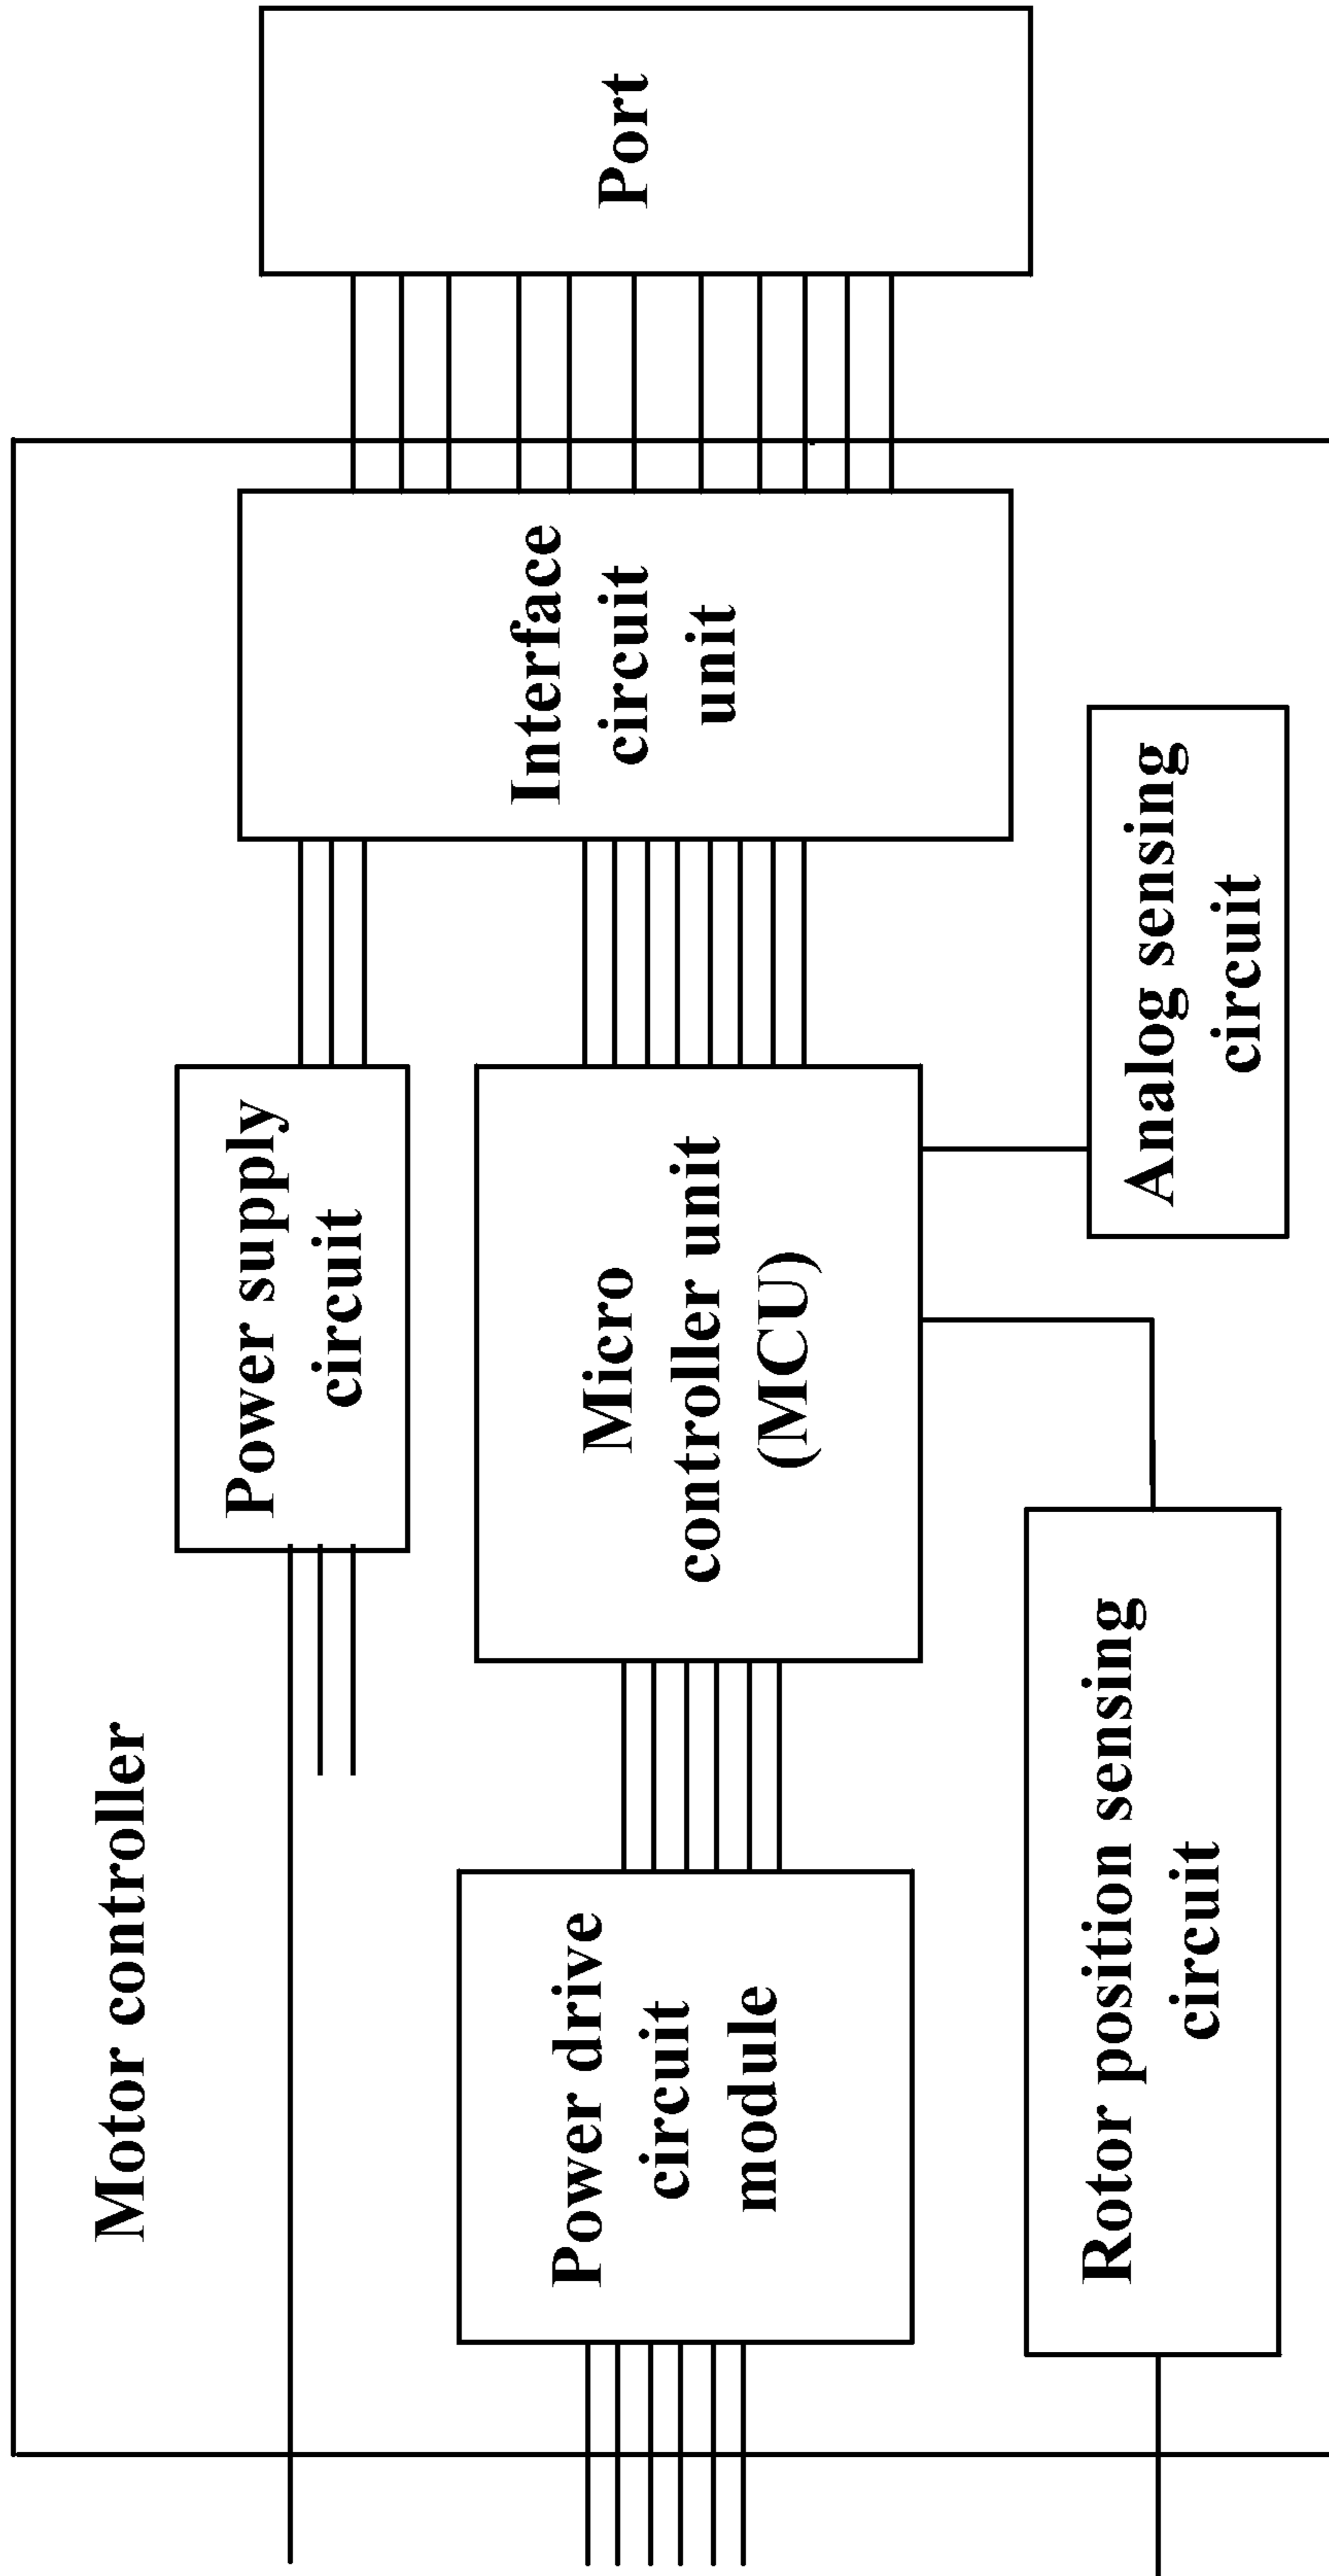 Motor controller
Power supply
circuit
Power drive
circuit
module
Micro
controller unit
(MCU)
Interface
circuit
unit
Port
Rotor position sensing
circuit
Analog sensing
circuit